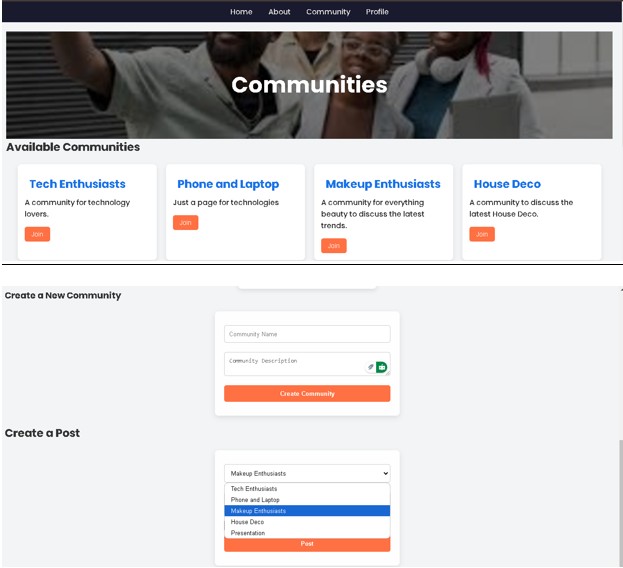 Home About Community Profile
Communities
Available Communities
Tech Enthusiasts
A community for technology
lovers.
Join
Phone and Laptop
Just a page for technologies
Join
Makeup Enthusiasts
A community for everything
beauty to discuss the latest
trends.
Join
House Deco
A community to discuss the
latest House Deco.
Join
Create a New Community
Community Name
Community Description
Create Community
Create a Post
Makeup Enthusiasts
Tech Enthusiasts
Phone and Laptop
Makeup Enthusiasts
House Deco
Presentation
Post